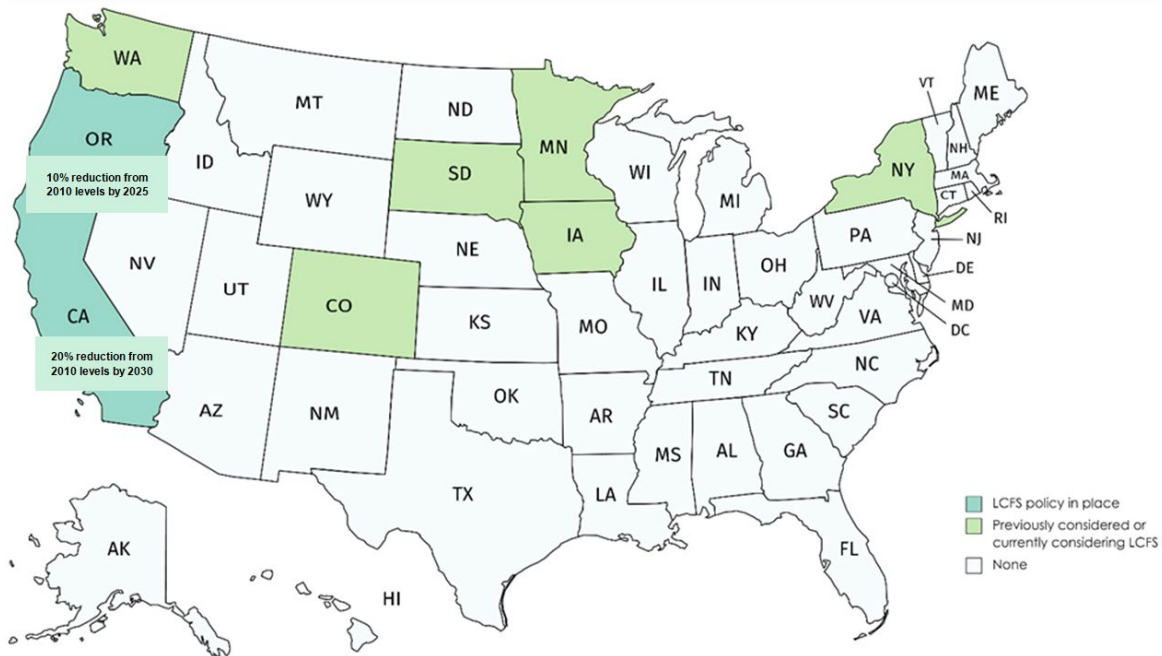 WA
MT
ND
MN
VT
ME
OR
ID
SD
WI
NH
NY
10% reduction from
2010 levels by 2025
WY
MI
MA
CT
RI
IA
NE
PA
NJ
NV
UT
CO
IL
IN
OH
DE
WV
MD
CA
KS
MO
KY
VA
DC
20% reduction from
2010 levels by 2030
AZ
NM
OK
AR
TN
NC
SC
MS
AL
GA
TX
LA
LCFS policy in place
Previously considered or
currently considering LCFS
None
AK
FL
HI